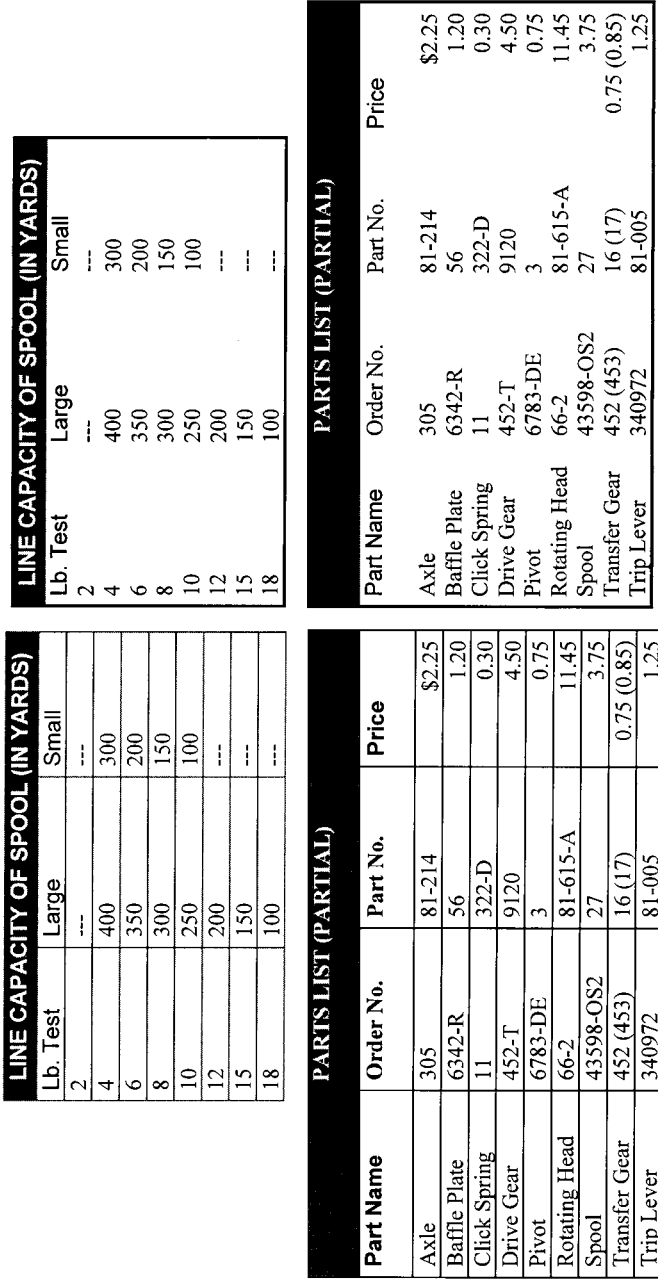 LINE CAPACITY OF SPOOL (IN YARDS)
Lb. Test Large Small
2 --- ---
4 400 300
6 350 200
8 300 150
10 250 100
12 200 ---
15 150 ---
18 100 ---
LINE CAPACITY OF SPOOL (IN YARDS)
Lb. Test Large Small
2 --- ---
4 400 300
6 350 200
8 300 150
10 250 100
12 200 ---
15 150 ---
18 100 ---
PARTS LIST (PARTIAL)
Part Name Order No. Part No. Price
Axle 305 81-214 $2.25
Baffle Plate 6342-R 56 1.20
Click Spring 11 322-D 0.30
Drive Gear 452-T 9120 4.50
Pivot 6783-DE 3 0.75
Rotating Head 66-2 81-615-A 11.45
Spool 43598-OS2 27 3.75
Transfer Gear 452 (453) 16 (17) 0.75 (0.85)
Trip Lever 340972 81-005 1.25
PARTS LIST (PARTIAL)
Part Name Order No. Part No. Price
Axle 305 81-214 $2.25
Baffle Plate 6342-R 56 1.20
Click Spring 11 322-D 0.30
Drive Gear 452-T 9120 4.50
Pivot 6783-DE 3 0.75
Rotating Head 66-2 81-615-A 11.45
Spool 43598-OS2 27 3.75
Transfer Gear 452 (453) 16 (17) 0.75 (0.85)
Trip Lever 340972 81-005 1.25